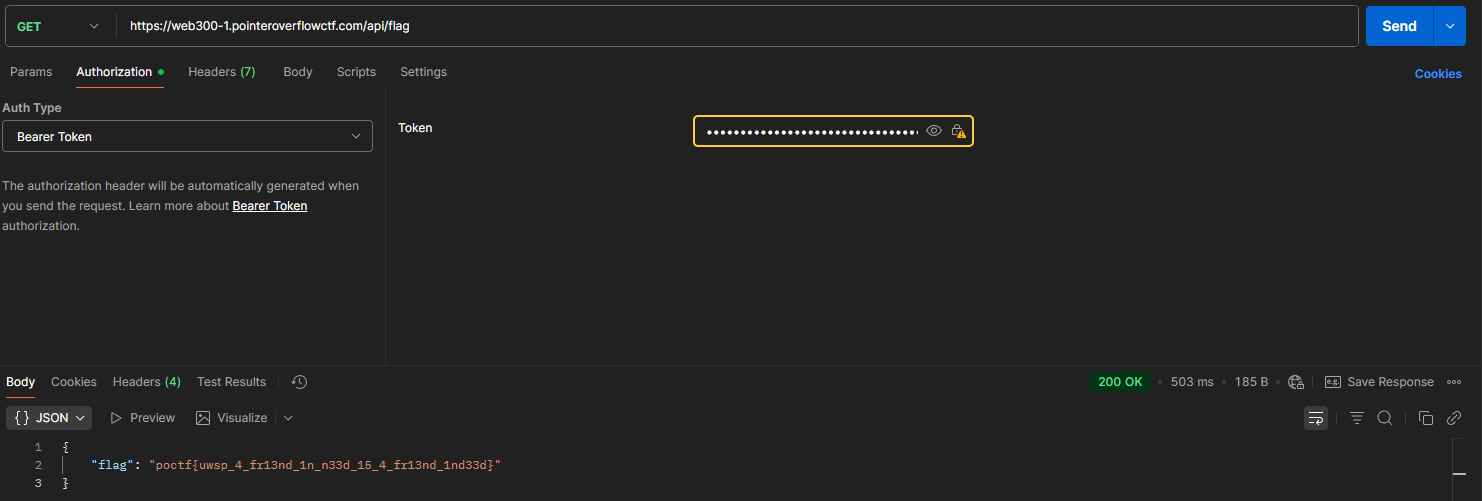 GET https://web300-1.pointeroverflowctf.com/api/flag Send
Params Authorization Headers (7) Body Scripts Settings Cookies
Auth Type
Bearer Token
Token
The authorization header will be automatically generated when
you send the request. Learn more about Bearer Token
authorization.
Body Cookies Headers (4) Test Results 200 OK • 503 ms • 185 B • e.g. Save Response
{} JSON Preview Visualize
1 {
2 "flag": "poctf{uwsp_4_fr13nd_1n_n33d_15_4_fr13nd_1nd33d}"
3 }